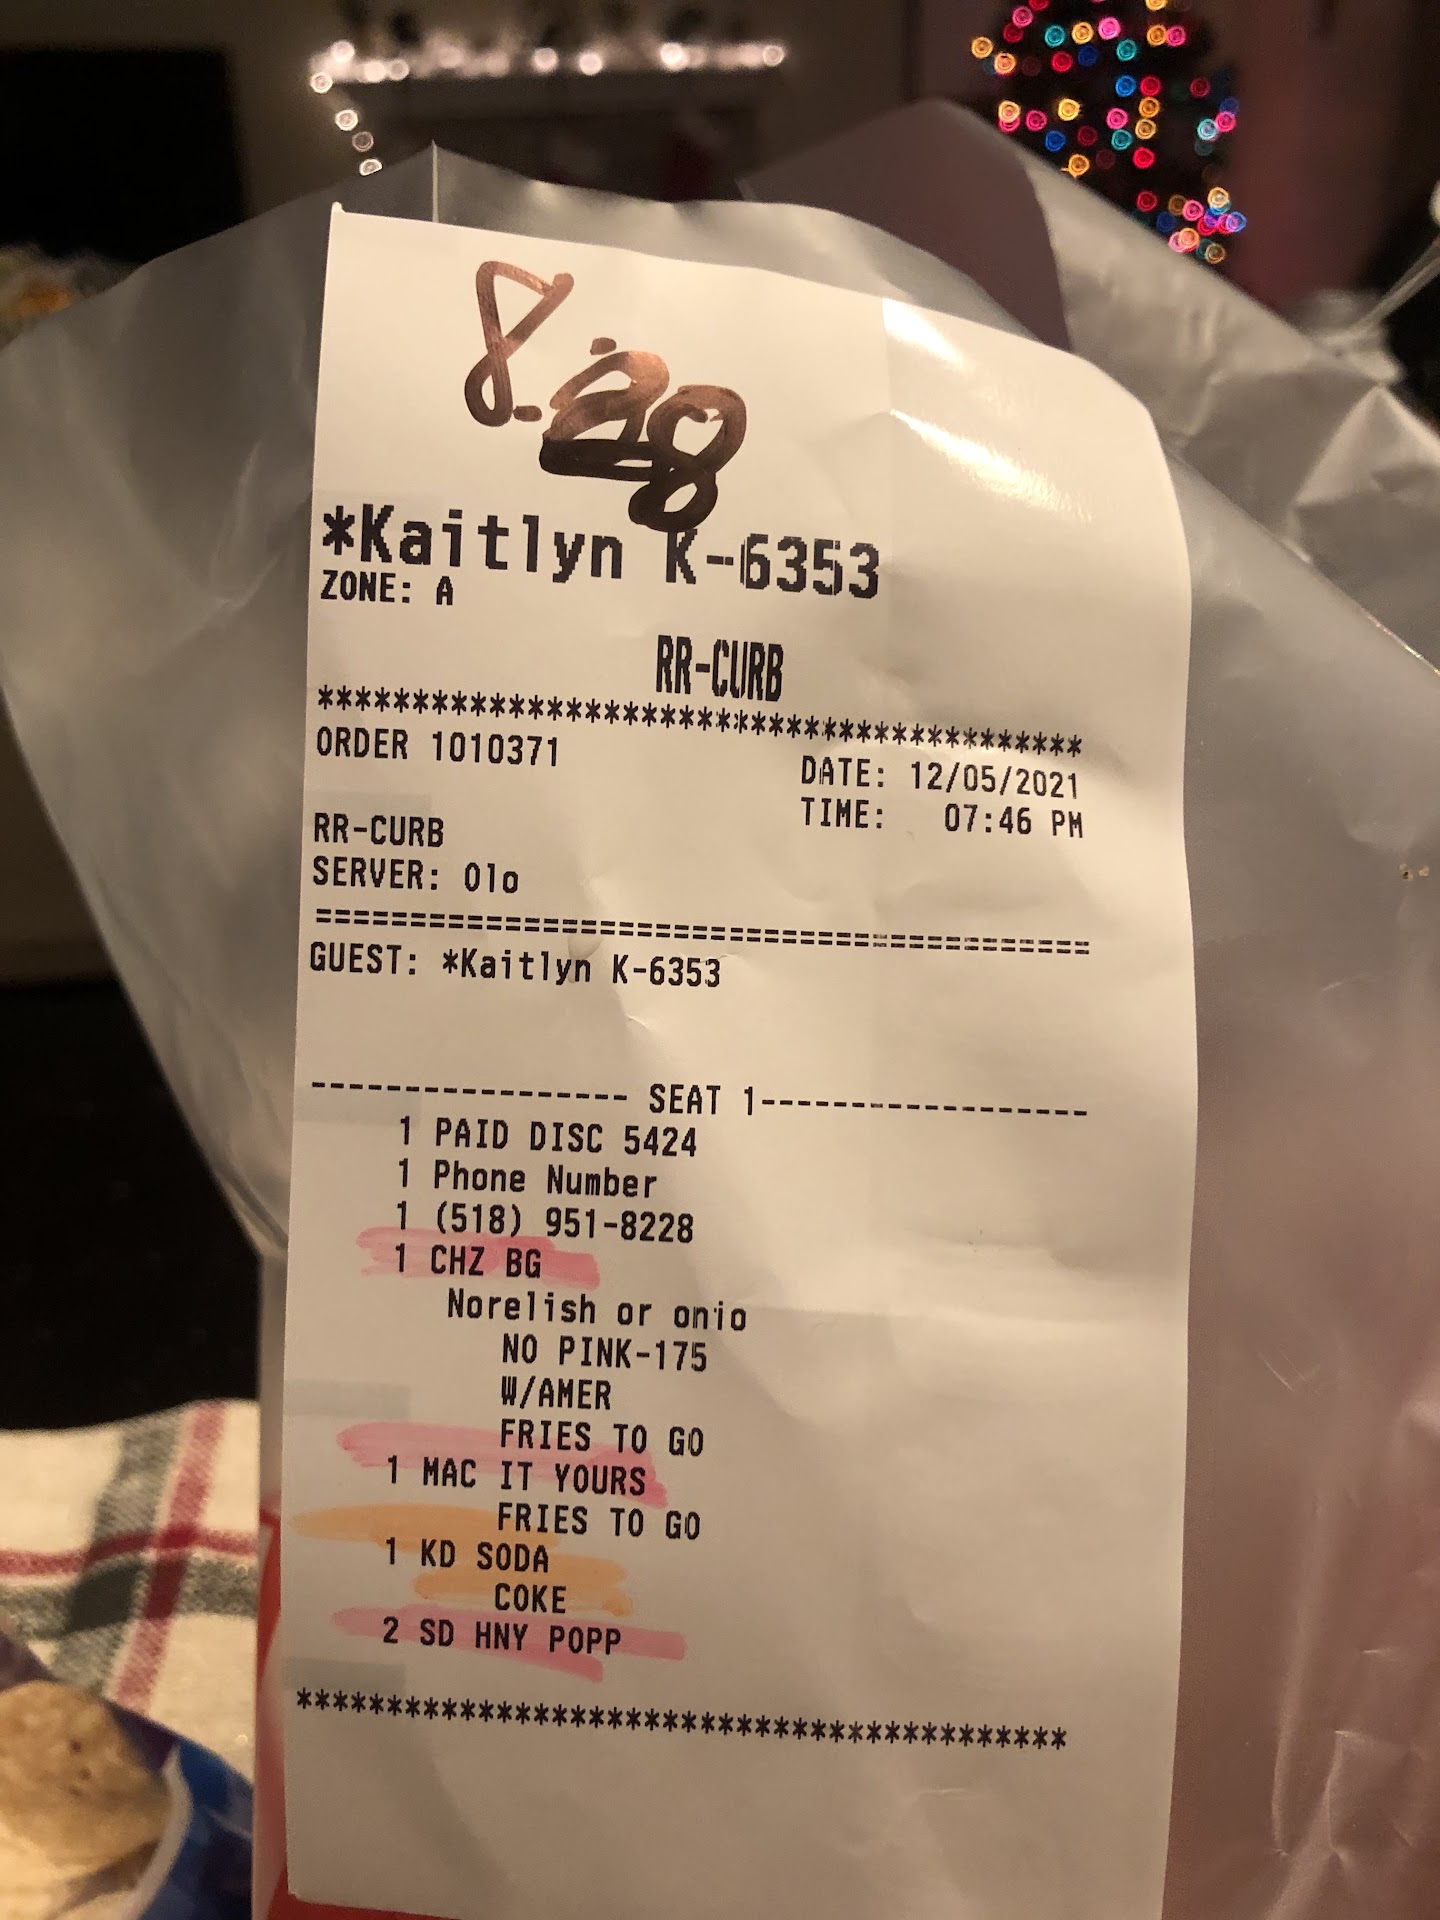 *Kaitlyn K-6353
ZONE: A
RR-CURB
******************************************
ORDER 1010371
DATE: 12/05/2021
TIME: 07:46 PM
RR-CURB
SERVER: Olo
==========================================
GUEST: *Kaitlyn K-6353
----------------- SEAT 1------------------
1 PAID DISC 5424
1 Phone Number
1 (518) 951-8228
1 CHZ BG
Norelish or onio
NO PINK-175
W/AMER
FRIES TO GO
1 MAC IT YOURS
FRIES TO GO
1 KD SODA
COKE
2 SD HNY POPP
******************************************